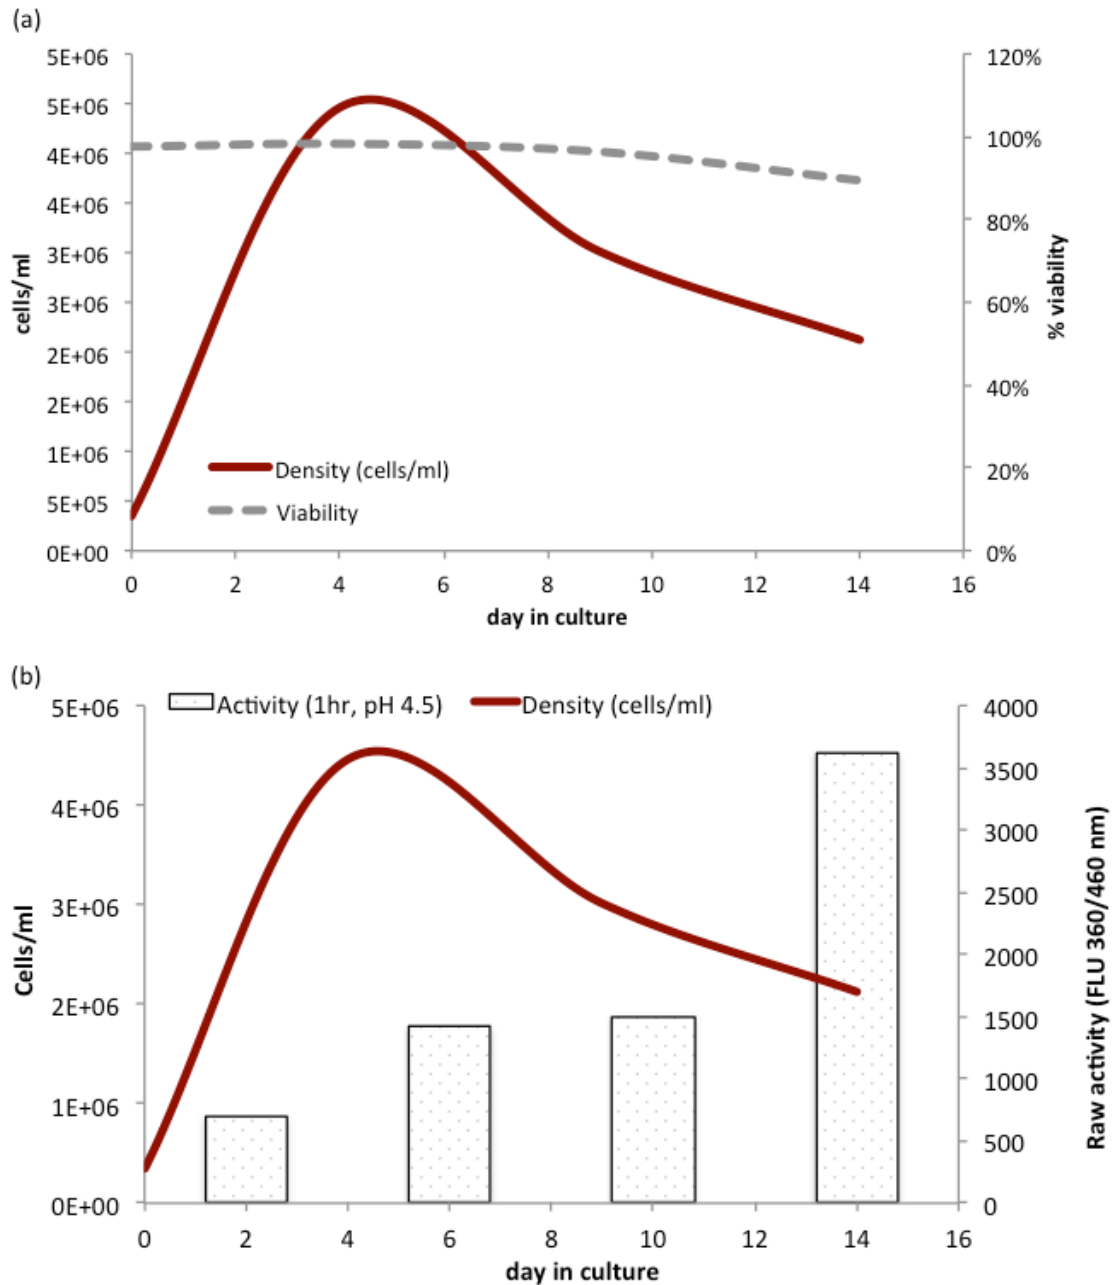 (a)
5E+06 120%
5E+06 100%
4E+06
4E+06 80%
3E+06
3E+06 60%
2E+06
2E+06 40%
1E+06 20%
5E+05
0E+00 0%
cells/ml
% viability
Density (cells/ml)
Viability
0 2 4 6 8 10 12 14 16
day in culture
(b)
Activity (1hr, pH 4.5) Density (cells/ml)
5E+06 4000
3500
4E+06 3000
3E+06 2500
2000
2E+06 1500
1E+06 1000
500
0E+00 0
Cells/ml
Raw activity (FLU 360/460 nm)
0 2 4 6 8 10 12 14 16
day in culture